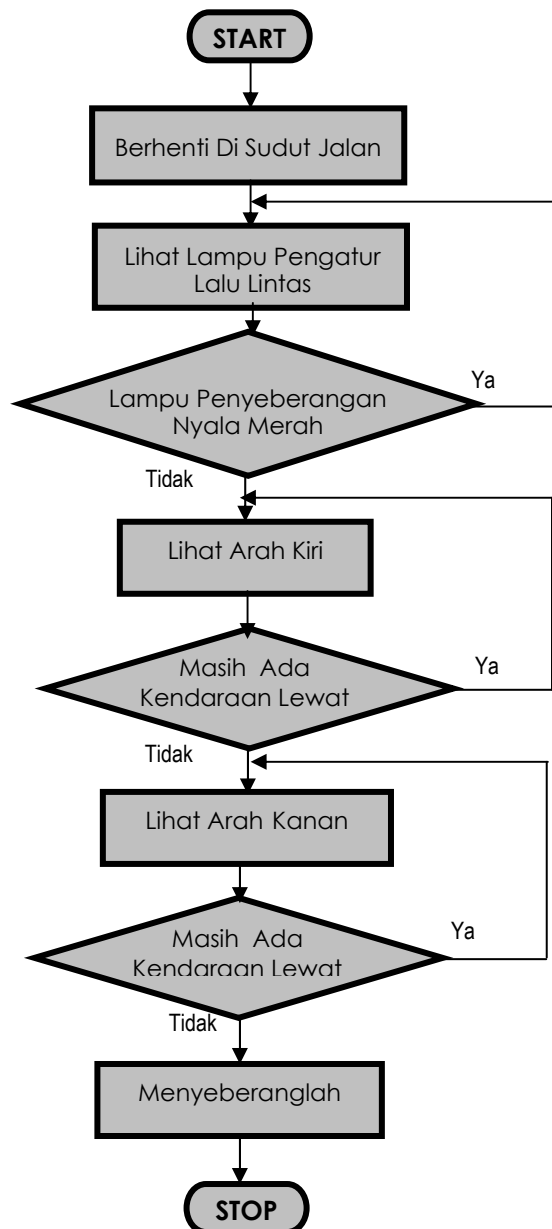 START
Berhenti Di Sudut Jalan
Lihat Lampu Pengatur
Lalu Lintas
Lampu Penyeberangan
Nyala Merah
Ya
Tidak
Lihat Arah Kiri
Masih Ada
Kendaraan Lewat
Ya
Tidak
Lihat Arah Kanan
Masih Ada
Kendaraan Lewat
Ya
Tidak
Menyeberanglah
STOP